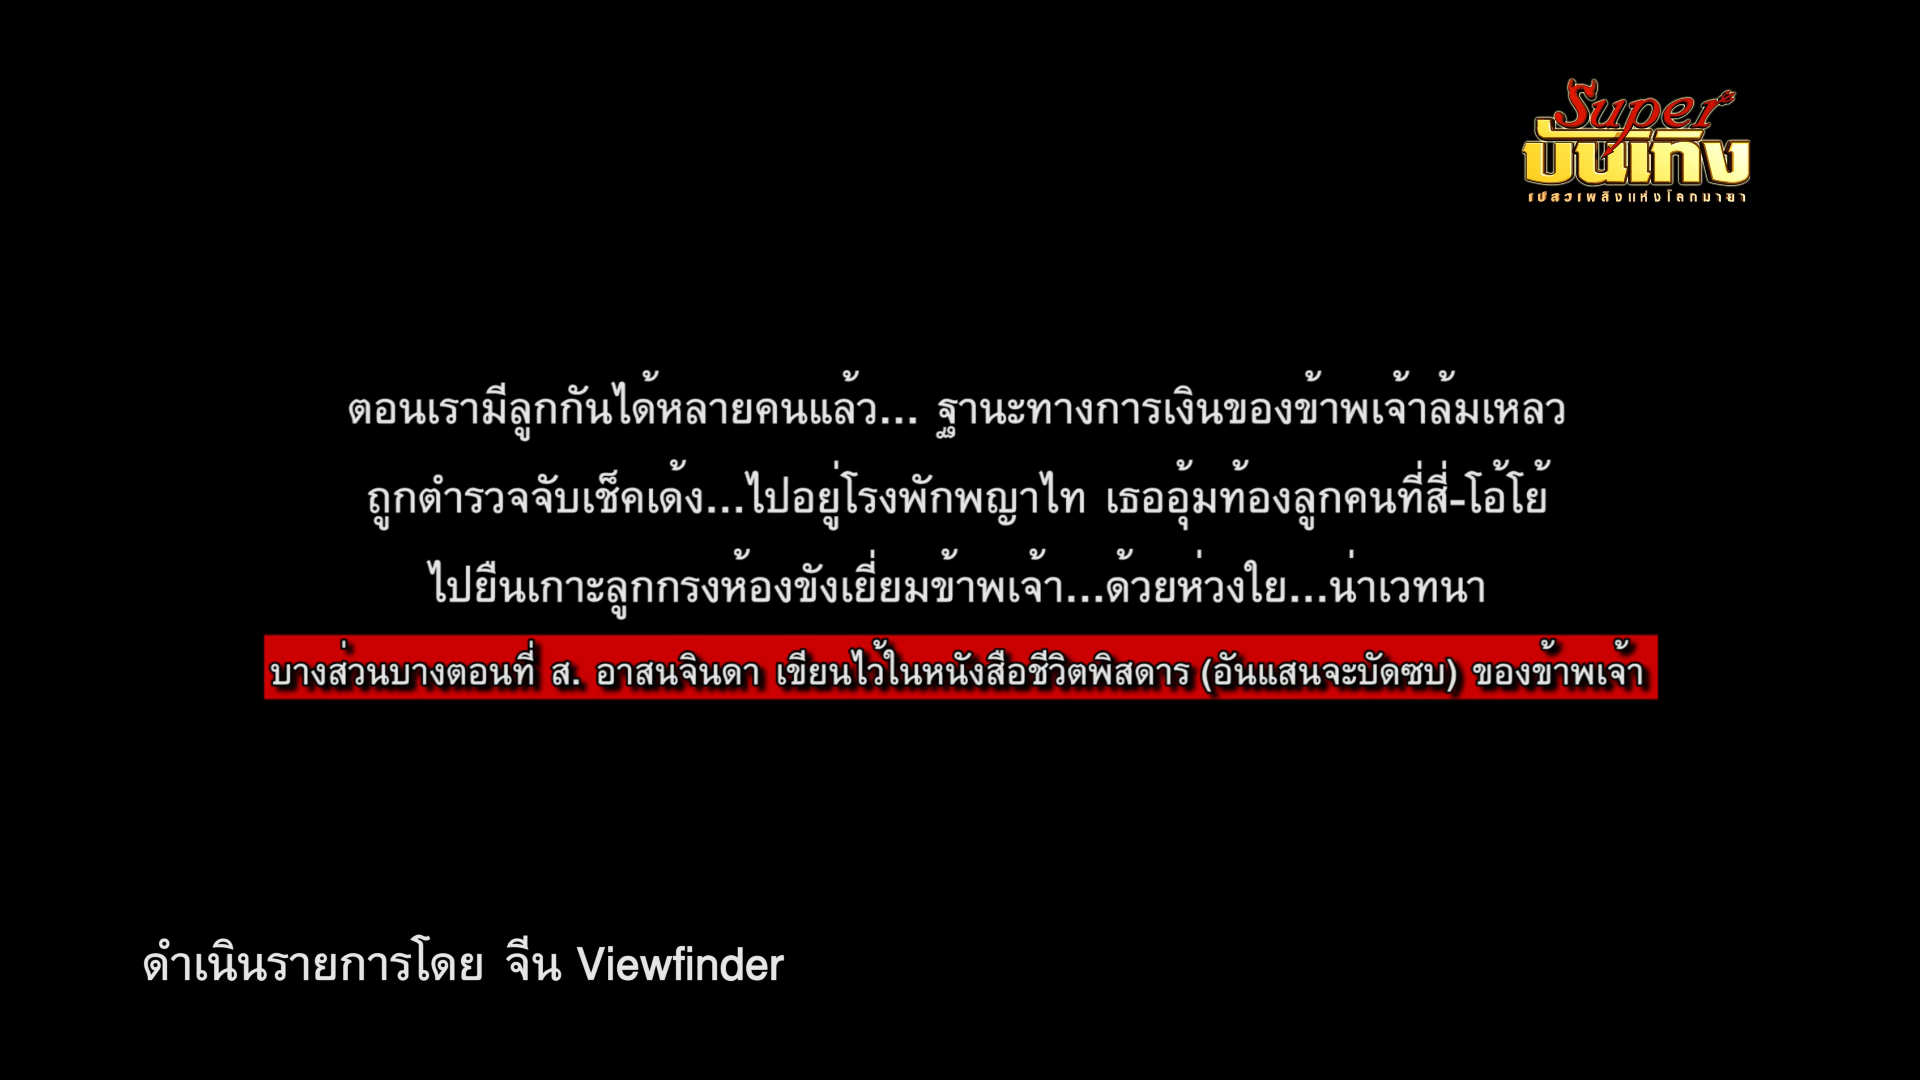 Super
บันเทิง
เปลวเพลิงแห่งโลกมายา
ตอนเรามีลูกกันได้หลายคนแล้ว... ฐานะทางการเงินของข้าพเจ้าล้มเหลว
ถูกตำรวจจับเช็คเด้ง...ไปอยู่โรงพักพญาไท เธออุ้มท้องลูกคนที่สี่-โอ้โย้
ไปยืนเกาะลูกกรงห้องขังเยี่ยมข้าพเจ้า...ด้วยห่วงใย...น่าเวทนา
บางส่วนบางตอนที่ ส. อาสนจินดา เขียนไว้ในหนังสือชีวิตพิสดาร (อันแสนจะบัดซบ) ของข้าพเจ้า
ดำเนินรายการโดย จีน Viewfinder